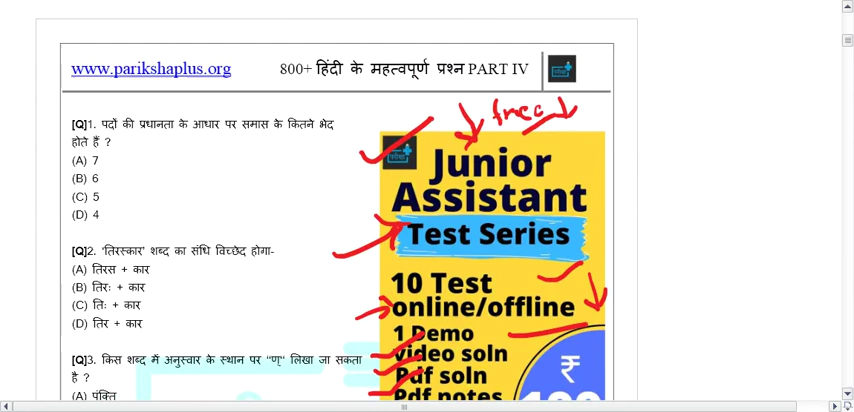 www.parikshaplus.org
800+ हिंदी के महत्वपूर्ण प्रश्न PART IV
[Q]1. पदों की प्रधानता के आधार पर समास के कितने भेद
होते हैं ?
(A) 7
(B) 6
(C) 5
(D) 4
[Q]2. 'तिरस्कार' शब्द का संधि विच्छेद होगा-
(A) तिरस + कार
(B) तिरः + कार
(C) तिः + कार
(D) तिर + कार
[Q]3. किस शब्द में अनुस्वार के स्थान पर "ण्" लिखा जा सकता
है ?
(A) पंक्ति
free
Junior
Assistant
Test Series
10 Test
online/offline
1 Demo
video soln
Pdf soln
Pdf notes
₹